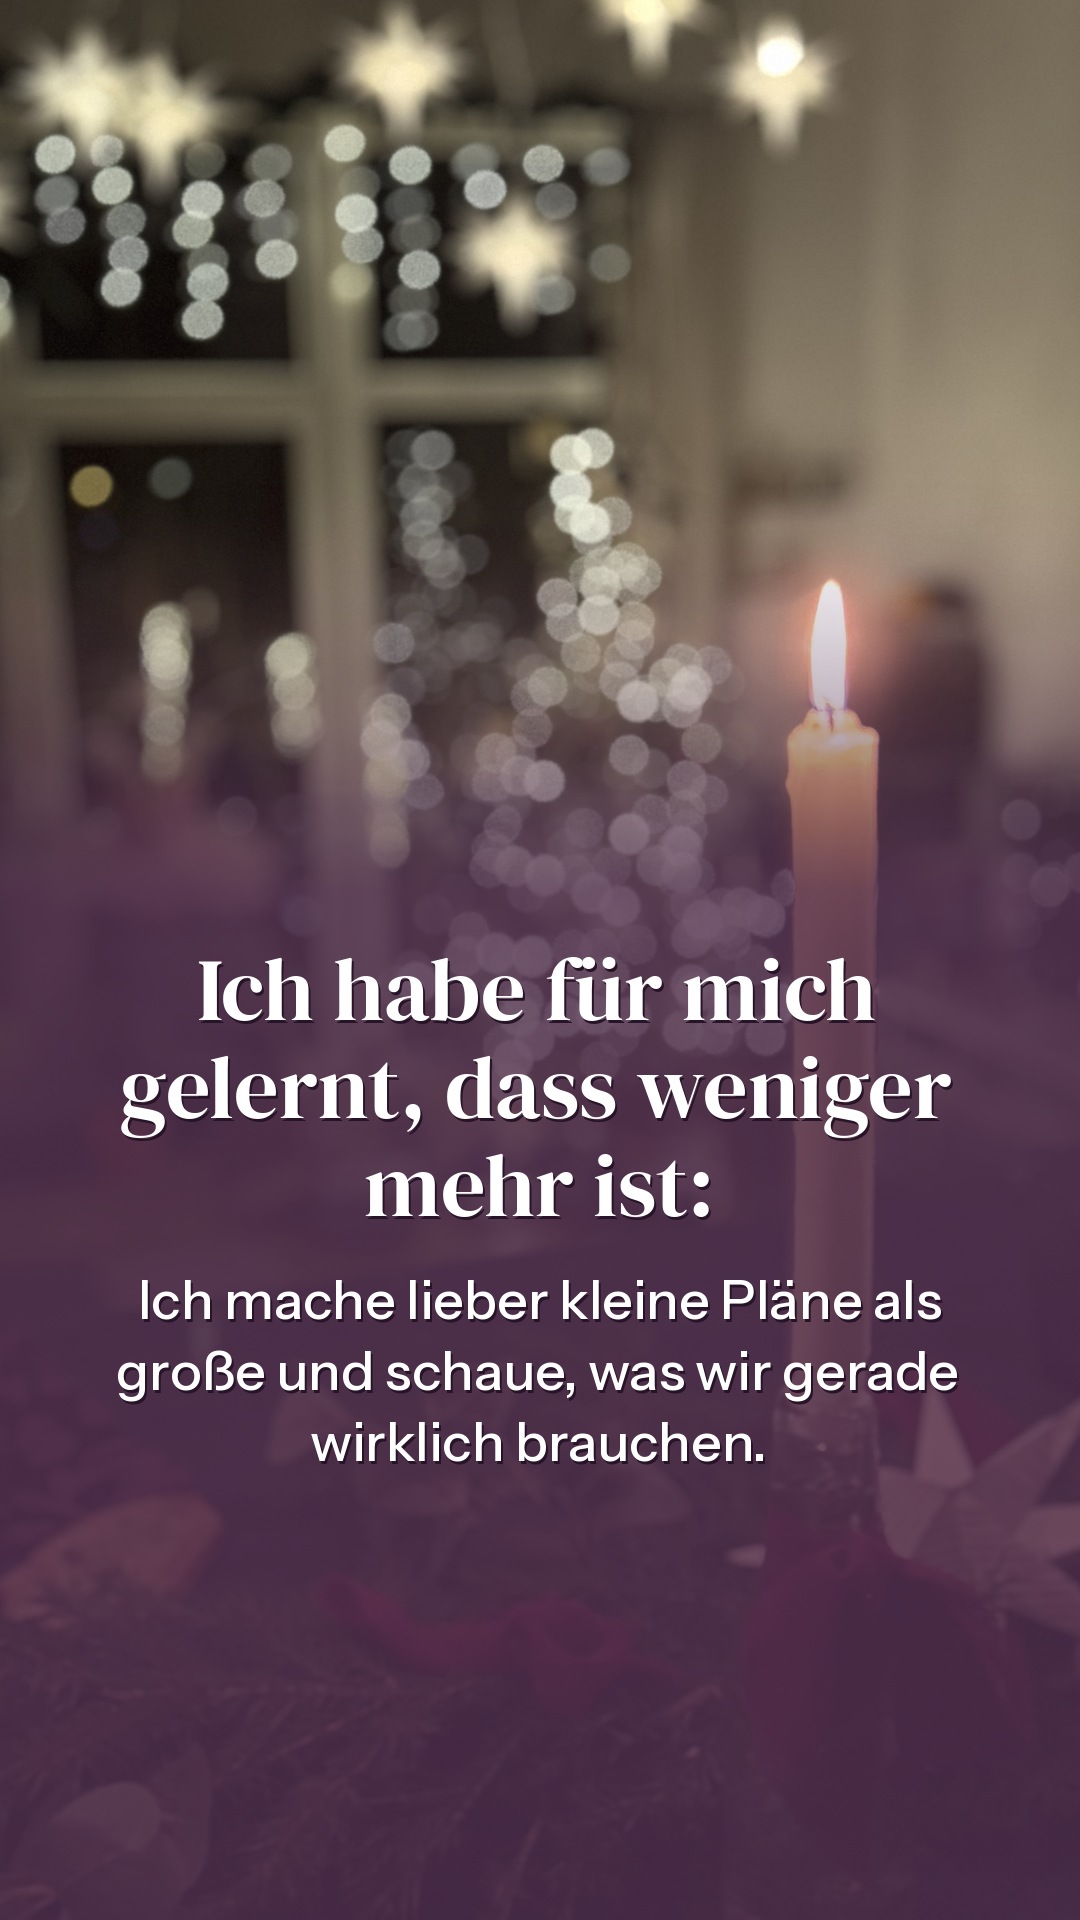 Ich habe für mich
gelernt, dass weniger
mehr ist:
Ich mache lieber kleine Pläne als
große und schaue, was wir gerade
wirklich brauchen.